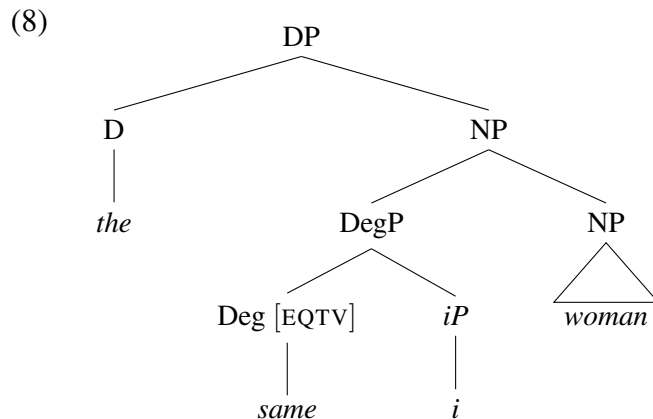 (8)
DP
D NP
the DegP NP
Deg [EQTV] iP woman
same i